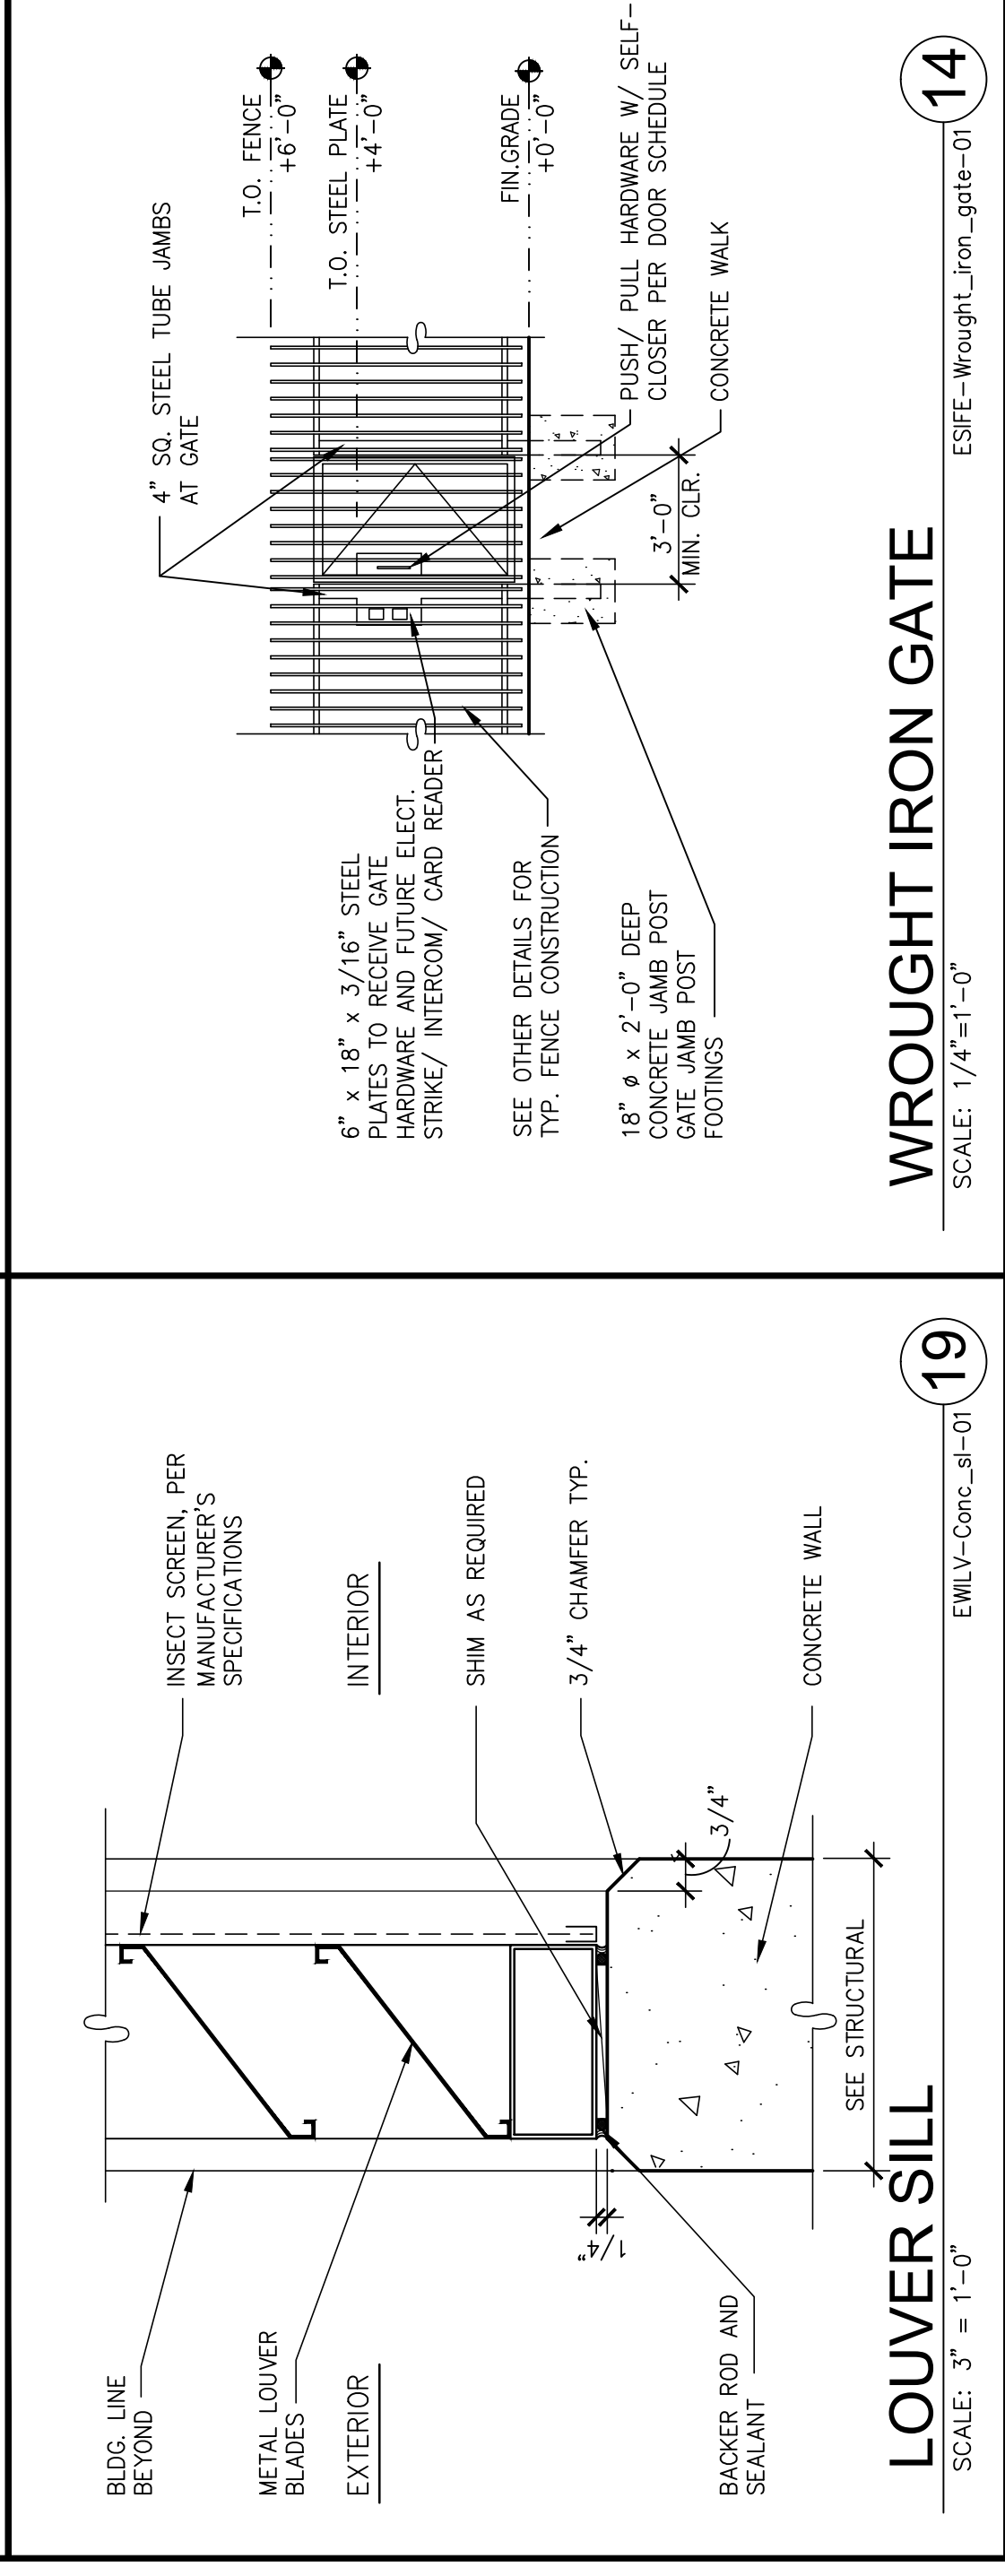 BLDG. LINE
BEYOND
METAL LOUVER
BLADES
EXTERIOR
BACKER ROD AND
SEALANT
1/4"
INSECT SCREEN, PER
MANUFACTURER'S
SPECIFICATIONS
INTERIOR
SHIM AS REQUIRED
3/4" CHAMFER TYP.
3/4"
CONCRETE WALL
SEE STRUCTURAL
LOUVER SILL
SCALE: 3" = 1'-0"
EWILV-Conc_sl-01
19
4" SQ. STEEL TUBE JAMBS
AT GATE
T.O. FENCE
+6'-0"
T.O. STEEL PLATE
+4'-0"
FIN.GRADE
+0'-0"
6" x 18" x 3/16" STEEL
PLATES TO RECEIVE GATE
HARDWARE AND FUTURE ELECT.
STRIKE/ INTERCOM/ CARD READER
SEE OTHER DETAILS FOR
TYP. FENCE CONSTRUCTION
18" ø x 2'-0" DEEP
CONCRETE JAMB POST
GATE JAMB POST
FOOTINGS
PUSH/ PULL HARDWARE W/ SELF-
CLOSER PER DOOR SCHEDULE
CONCRETE WALK
3'-0"
MIN. CLR.
WROUGHT IRON GATE
SCALE: 1/4"=1'-0"
ESIFE-Wrought_iron_gate-01
14